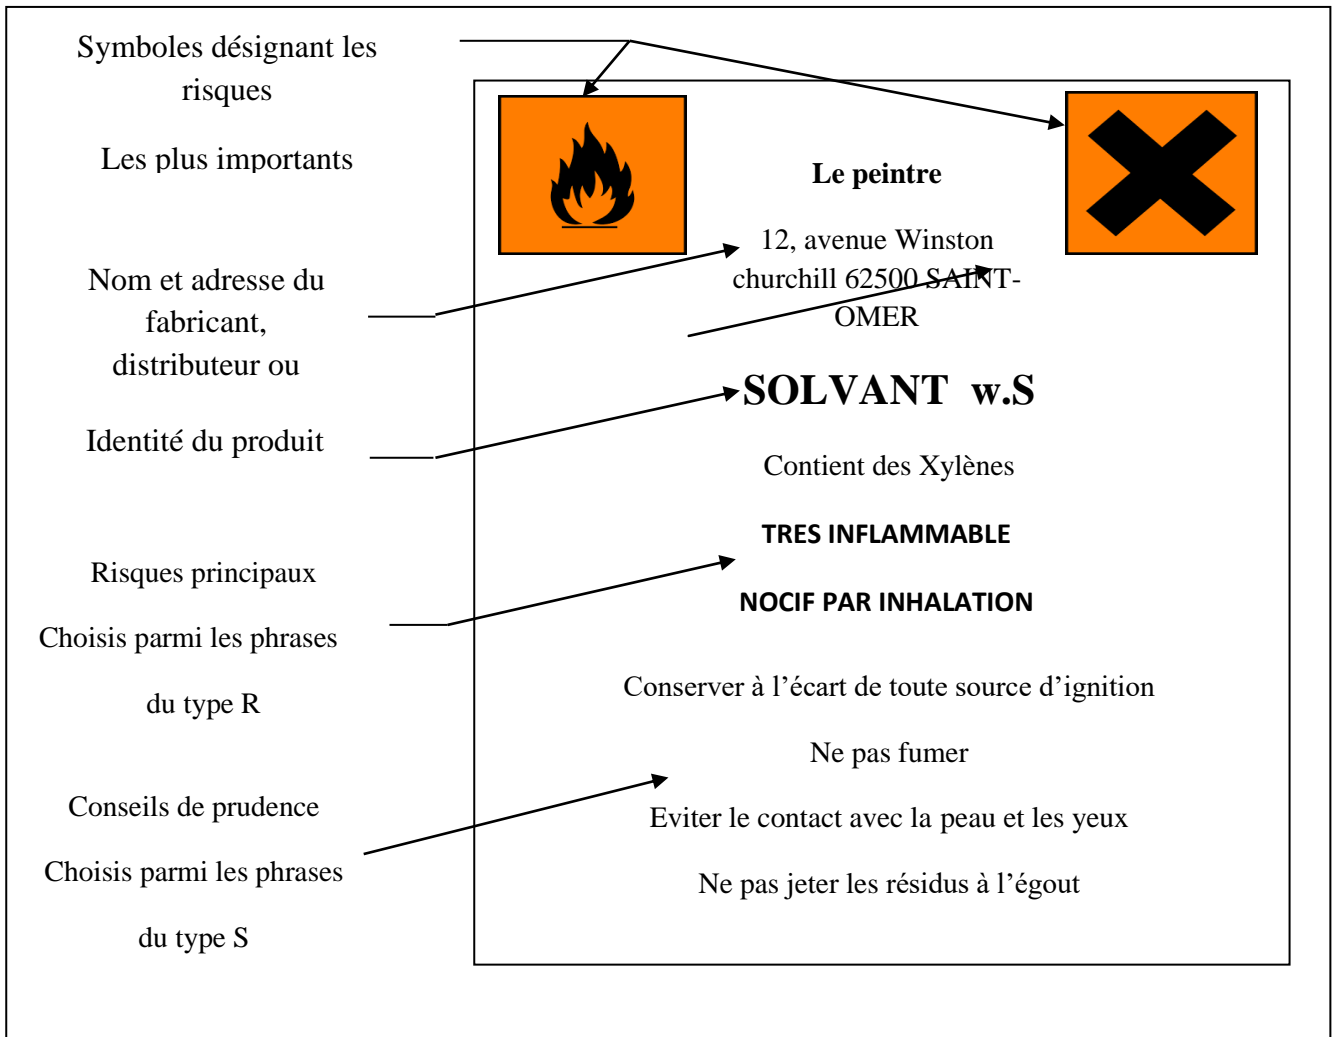 Symboles désignant les
risques
Les plus importants
Nom et adresse du
fabricant,
distributeur ou
Identité du produit
Risques principaux
Choisis parmi les phrases
du type R
Conseils de prudence
Choisis parmi les phrases
du type S
Le peintre
12, avenue Winston
churchill 62500 SAINT-
OMER
SOLVANT w.S
Contient des Xylènes
TRES INFLAMMABLE
NOCIF PAR INHALATION
Conserver à l’écart de toute source d’ignition
Ne pas fumer
Eviter le contact avec la peau et les yeux
Ne pas jeter les résidus à l’égout